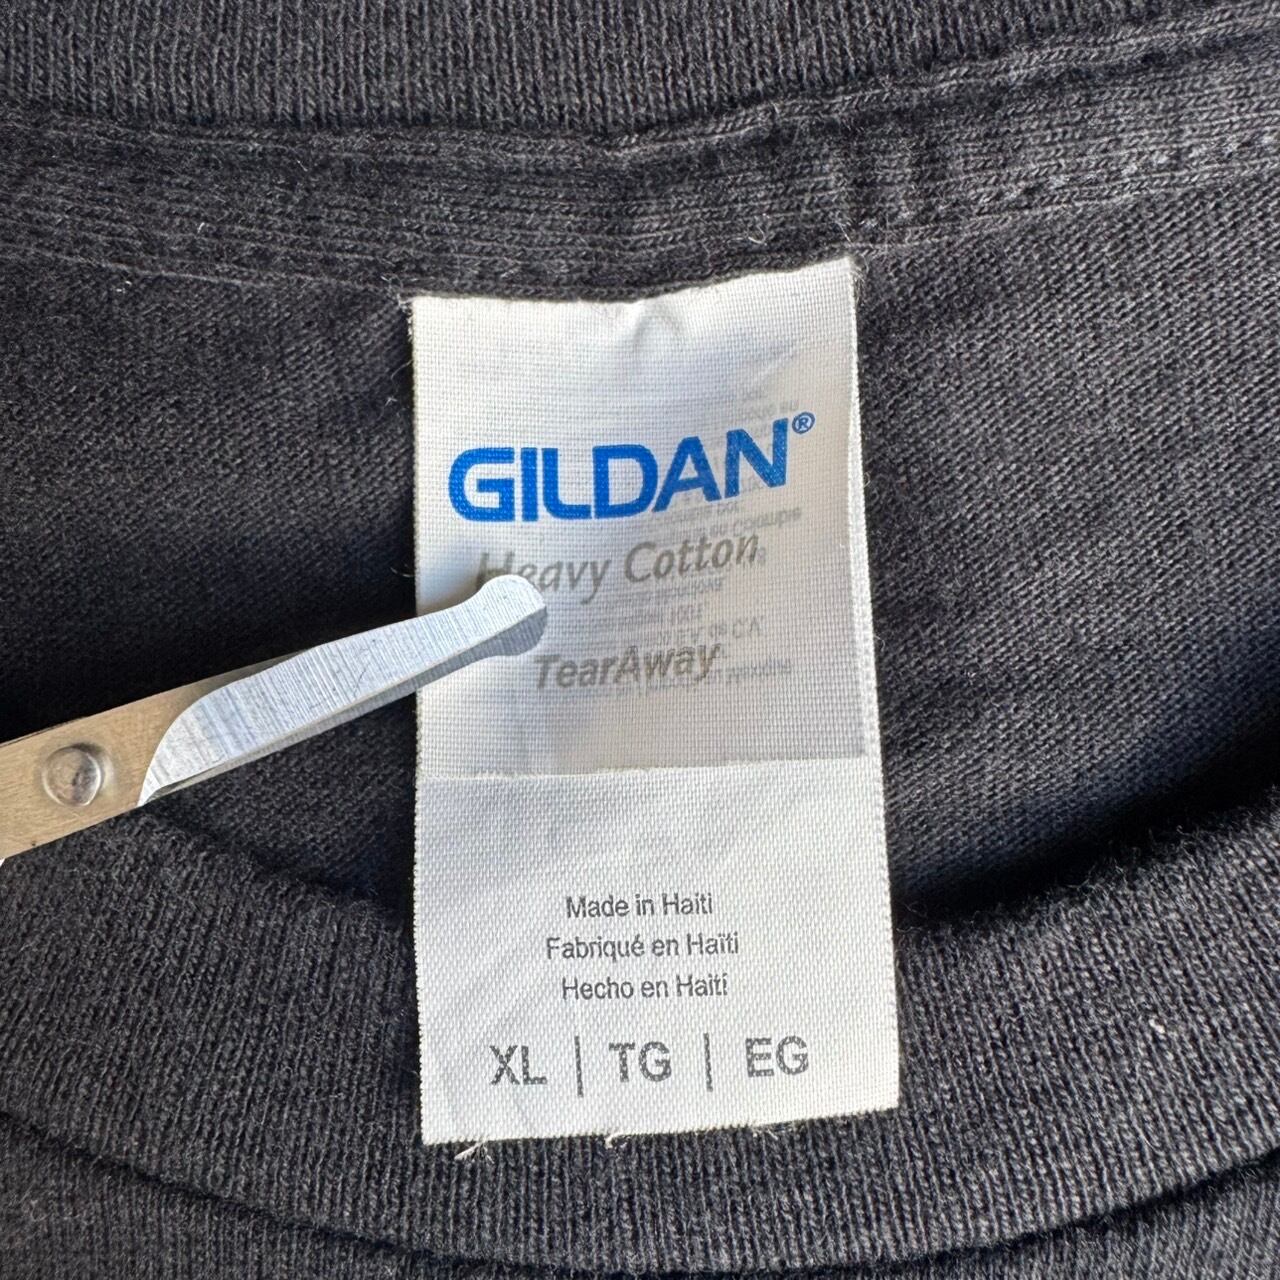 GILDAN®
Heavy Cotton
TearAway
Made in Haiti
Fabriqué en Haïti
Hecho en Haití
XL | TG | EG